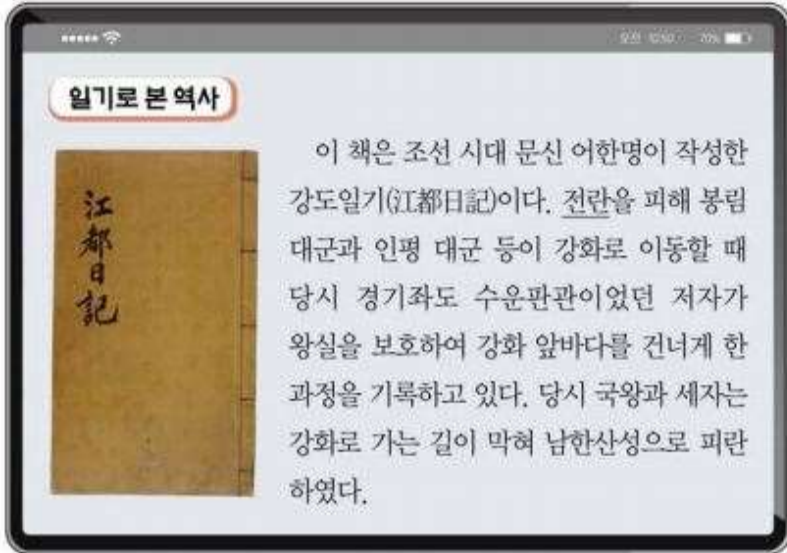 오전 10:50 70%
일기로 본 역사
江都日記
이 책은 조선 시대 문신 어한명이 작성한
강도일기(江都日記)이다. 전란을 피해 봉림
대군과 인평 대군 등이 강화로 이동할 때
당시 경기좌도 수운판관이었던 저자가
왕실을 보호하여 강화 앞바다를 건너게 한
과정을 기록하고 있다. 당시 국왕과 세자는
강화로 가는 길이 막혀 남한산성으로 피란
하였다.